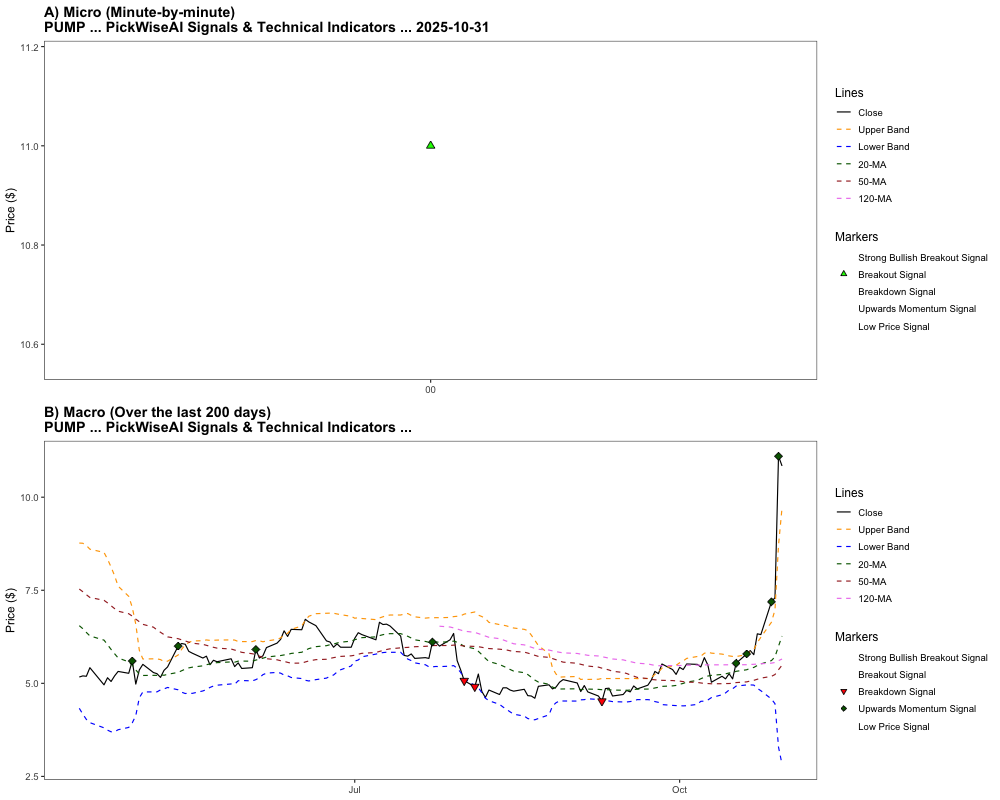 A) Micro (Minute-by-minute)
PUMP ... PickWiseAI Signals & Technical Indicators ... 2025-10-31
11.2
11.0
10.8
10.6
Price ($)
00
Lines
Close
Upper Band
Lower Band
20-MA
50-MA
120-MA
Markers
Strong Bullish Breakout Signal
Breakout Signal
Breakdown Signal
Upwards Momentum Signal
Low Price Signal
B) Macro (Over the last 200 days)
PUMP ... PickWiseAI Signals & Technical Indicators ...
10.0
7.5
5.0
2.5
Price ($)
Jul
Oct
Lines
Close
Upper Band
Lower Band
20-MA
50-MA
120-MA
Markers
Strong Bullish Breakout Signal
Breakout Signal
Breakdown Signal
Upwards Momentum Signal
Low Price Signal